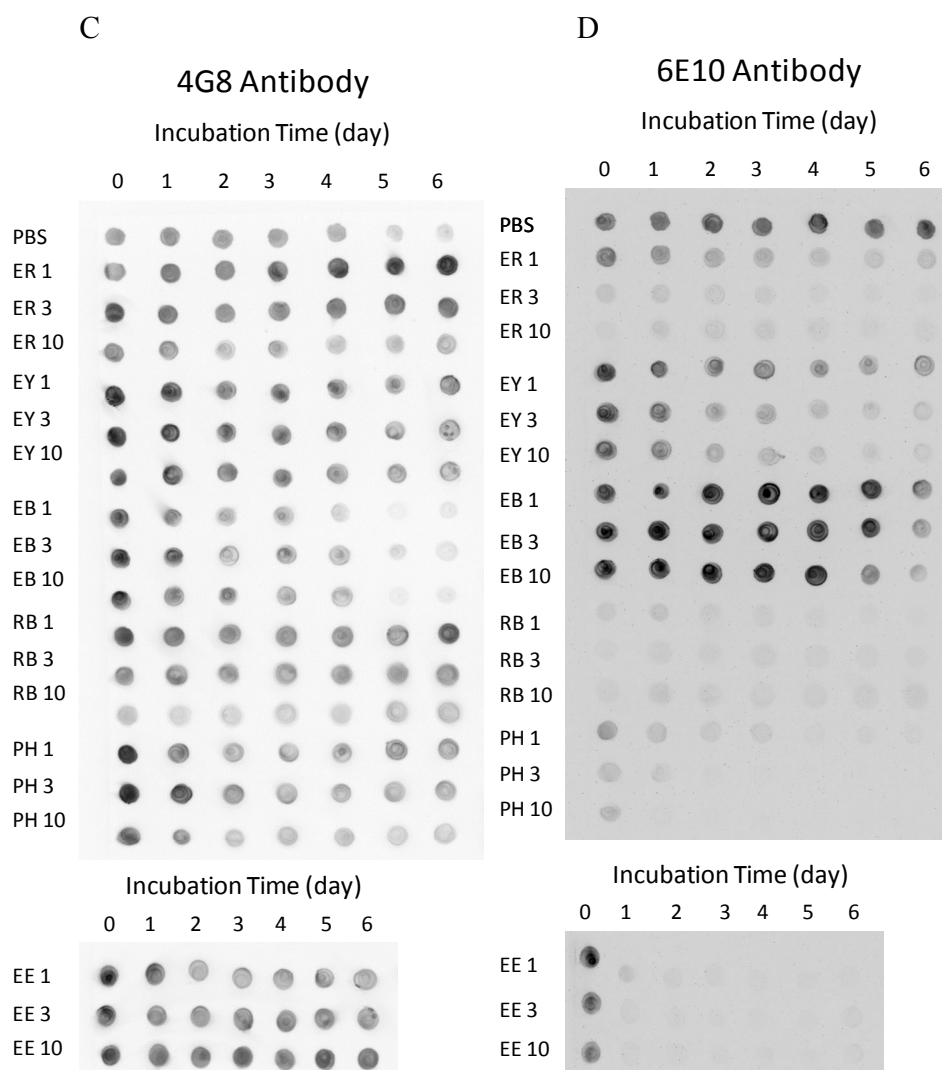 C
4G8 Antibody
Incubation Time (day)
0 1 2 3 4 5 6
PBS
ER 1
ER 3
ER 10
EY 1
EY 3
EY 10
EB 1
EB 3
EB 10
RB 1
RB 3
RB 10
PH 1
PH 3
PH 10
Incubation Time (day)
0 1 2 3 4 5 6
EE 1
EE 3
EE 10
D
6E10 Antibody
Incubation Time (day)
0 1 2 3 4 5 6
PBS
ER 1
ER 3
ER 10
EY 1
EY 3
EY 10
EB 1
EB 3
EB 10
RB 1
RB 3
RB 10
PH 1
PH 3
PH 10
Incubation Time (day)
0 1 2 3 4 5 6
EE 1
EE 3
EE 10